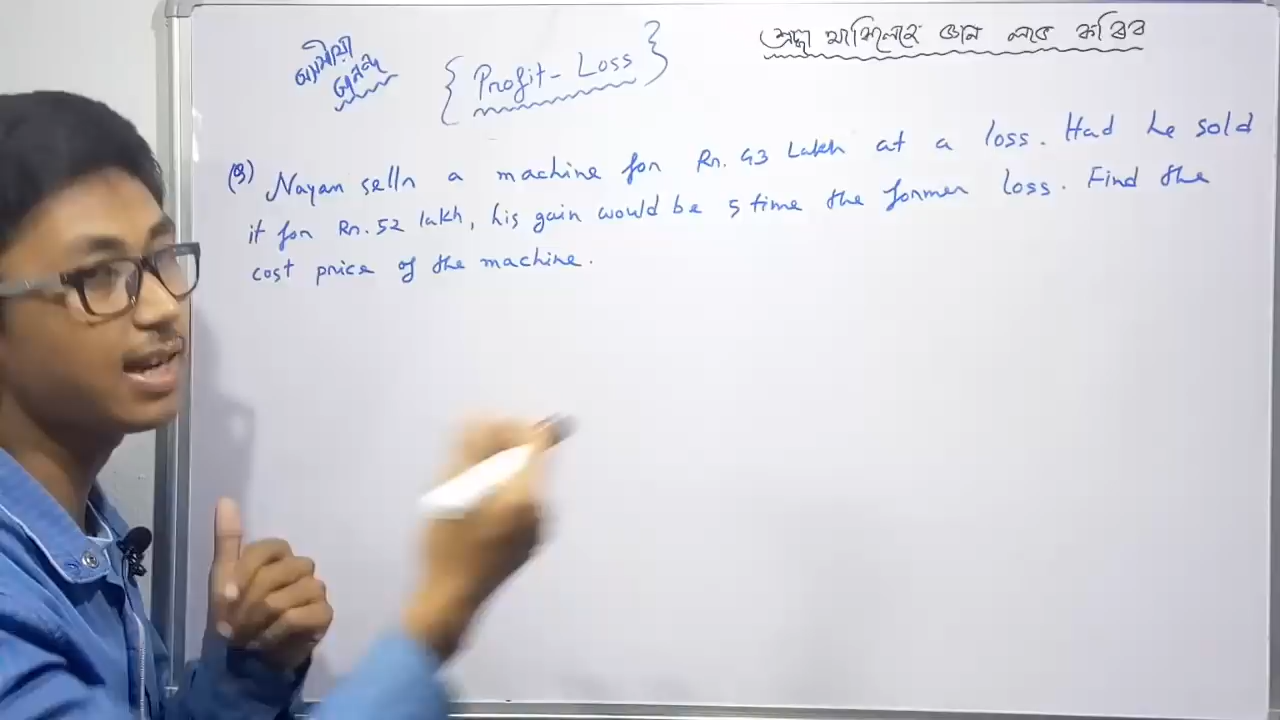 { Profit - Loss }
(Q) Nayan sells a machine for Rs. 43 Lakh at a loss. Had he sold
it for Rs. 52 lakh, his gain would be 5 time the former loss. Find the
cost price of the machine.